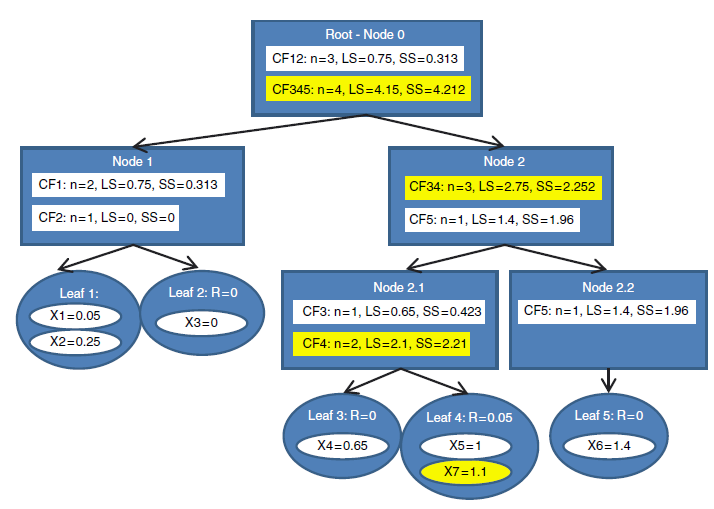 Root - Node 0
CF12: n=3, LS=0.75, SS=0.313
CF345: n=4, LS=4.15, SS=4.212
Node 1
CF1: n=2, LS=0.75, SS=0.313
CF2: n=1, LS=0, SS=0
Node 2
CF34: n=3, LS=2.75, SS=2.252
CF5: n=1, LS=1.4, SS=1.96
Leaf 1:
X1=0.05
X2=0.25
Leaf 2: R=0
X3=0
Node 2.1
CF3: n=1, LS=0.65, SS=0.423
CF4: n=2, LS=2.1, SS=2.21
Node 2.2
CF5: n=1, LS=1.4, SS=1.96
Leaf 3: R=0
X4=0.65
Leaf 4: R=0.05
X5=1
X7=1.1
Leaf 5: R=0
X6=1.4